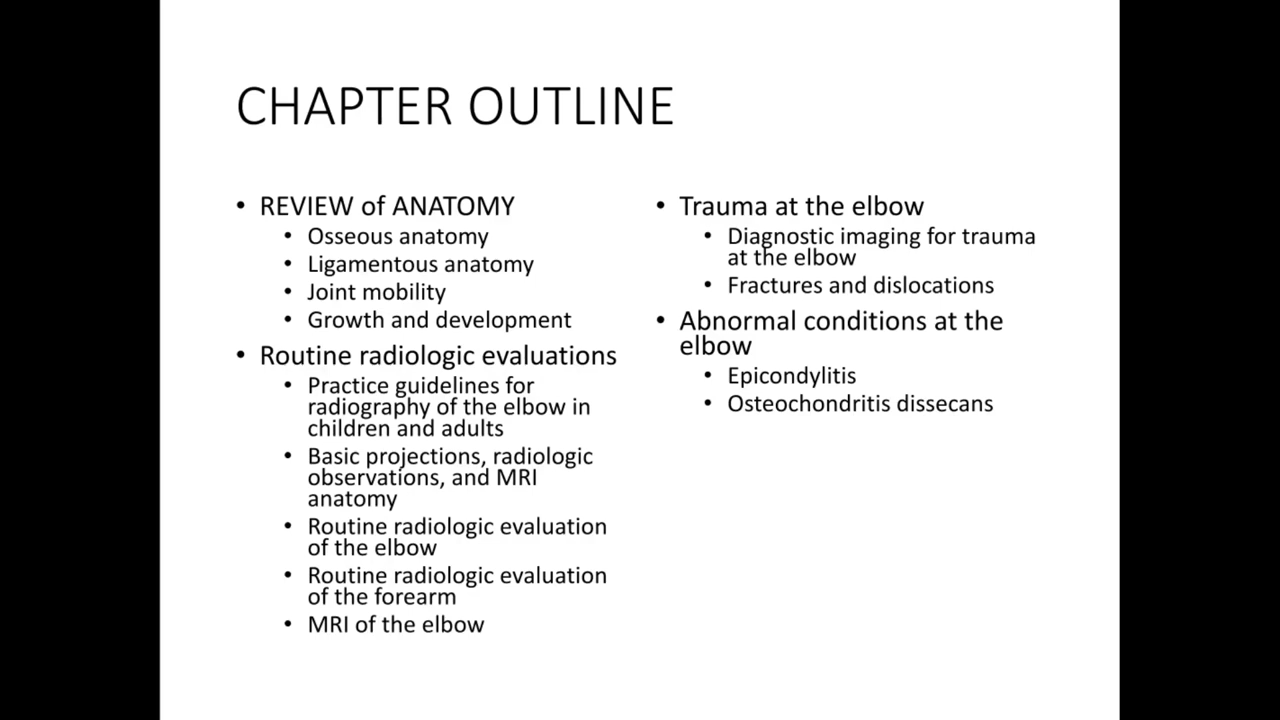 CHAPTER OUTLINE
• REVIEW of ANATOMY
• Osseous anatomy
• Ligamentous anatomy
• Joint mobility
• Growth and development
• Routine radiologic evaluations
• Practice guidelines for
radiography of the elbow in
children and adults
• Basic projections, radiologic
observations, and MRI
anatomy
• Routine radiologic evaluation
of the elbow
• Routine radiologic evaluation
of the forearm
• MRI of the elbow
• Trauma at the elbow
• Diagnostic imaging for trauma
at the elbow
• Fractures and dislocations
• Abnormal conditions at the
elbow
• Epicondylitis
• Osteochondritis dissecans